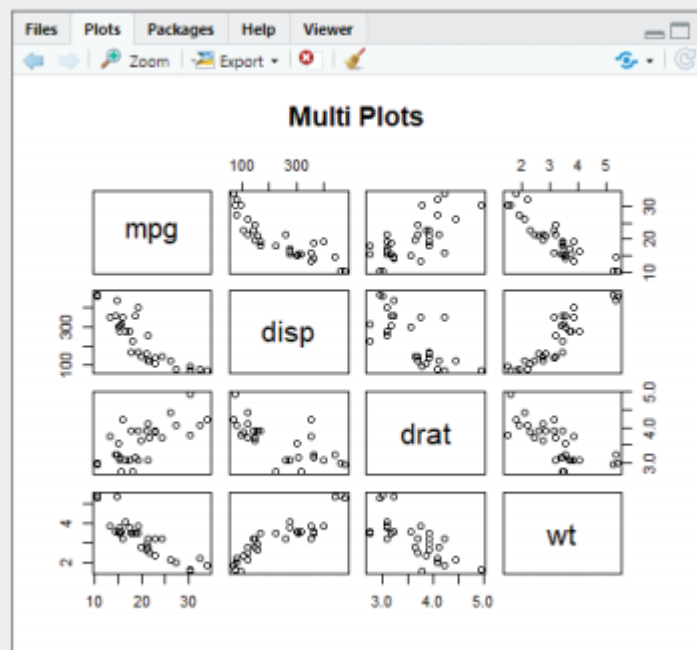 Files Plots Packages Help Viewer
Zoom Export
Multi Plots
100 300 2 3 4 5
mpg
10 20 30
disp
100 300
drat
3.0 4.0 5.0
wt
2 4
10 20 30 3.0 4.0 5.0